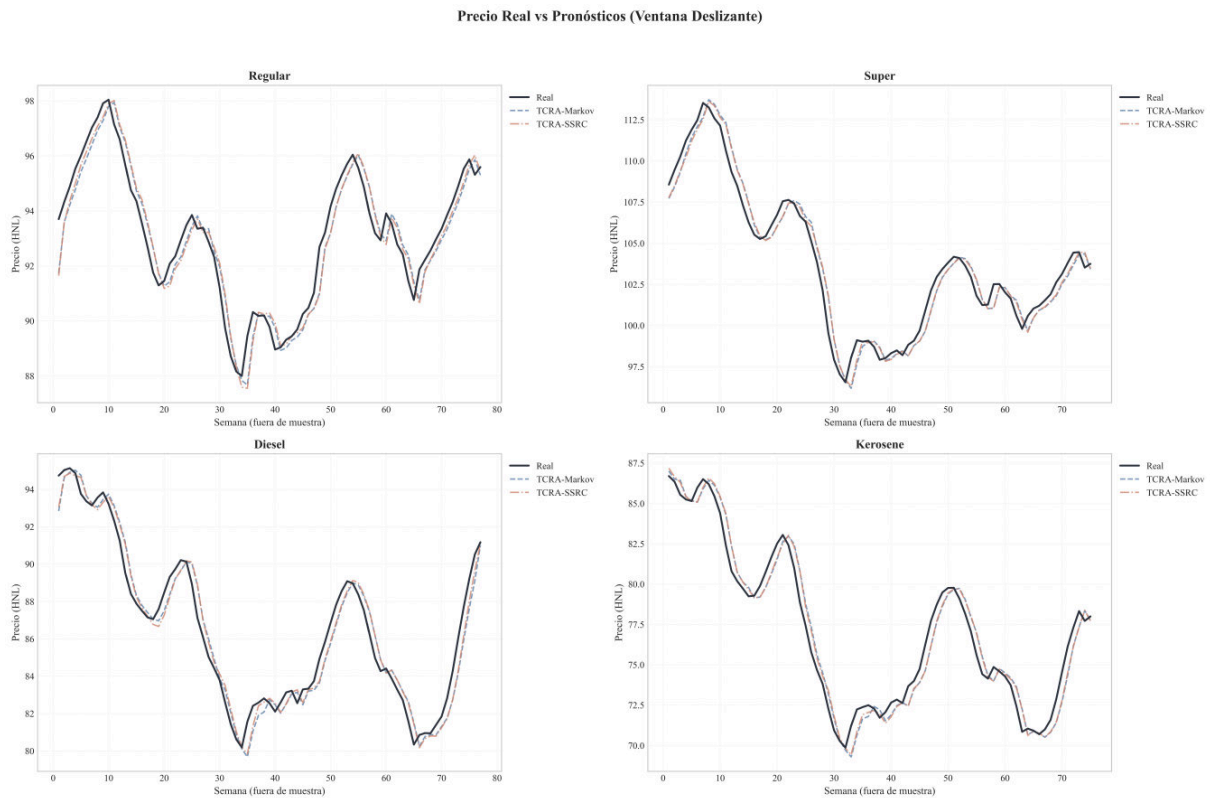 Precio Real vs Pronósticos (Ventana Deslizante)
Regular
Real
TCRA-Markov
TCRA-SSRC
98
96
94
92
90
88
Precio (HNL)
0 10 20 30 40 50 60 70 80
Semana (fuera de muestra)
Super
Real
TCRA-Markov
TCRA-SSRC
112.5
110.0
107.5
105.0
102.5
100.0
97.5
Precio (HNL)
0 10 20 30 40 50 60 70
Semana (fuera de muestra)
Diesel
Real
TCRA-Markov
TCRA-SSRC
94
92
90
88
86
84
82
80
Precio (HNL)
0 10 20 30 40 50 60 70 80
Semana (fuera de muestra)
Kerosene
Real
TCRA-Markov
TCRA-SSRC
87.5
85.0
82.5
80.0
77.5
75.0
72.5
70.0
Precio (HNL)
0 10 20 30 40 50 60 70
Semana (fuera de muestra)